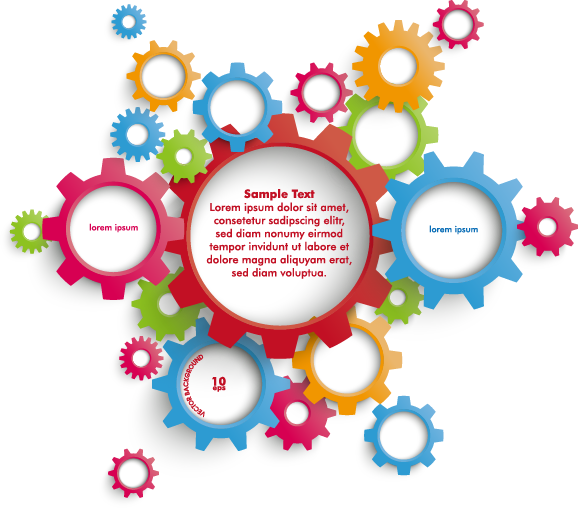 Sample Text
Lorem ipsum dolor sit amet,
consetetur sadipscing elitr,
sed diam nonumy eirmod
tempor invidunt ut labore et
dolore magna aliquyam erat,
sed diam voluptua.
lorem ipsum
lorem ipsum
VECTOR BACKGROUND
10
eps